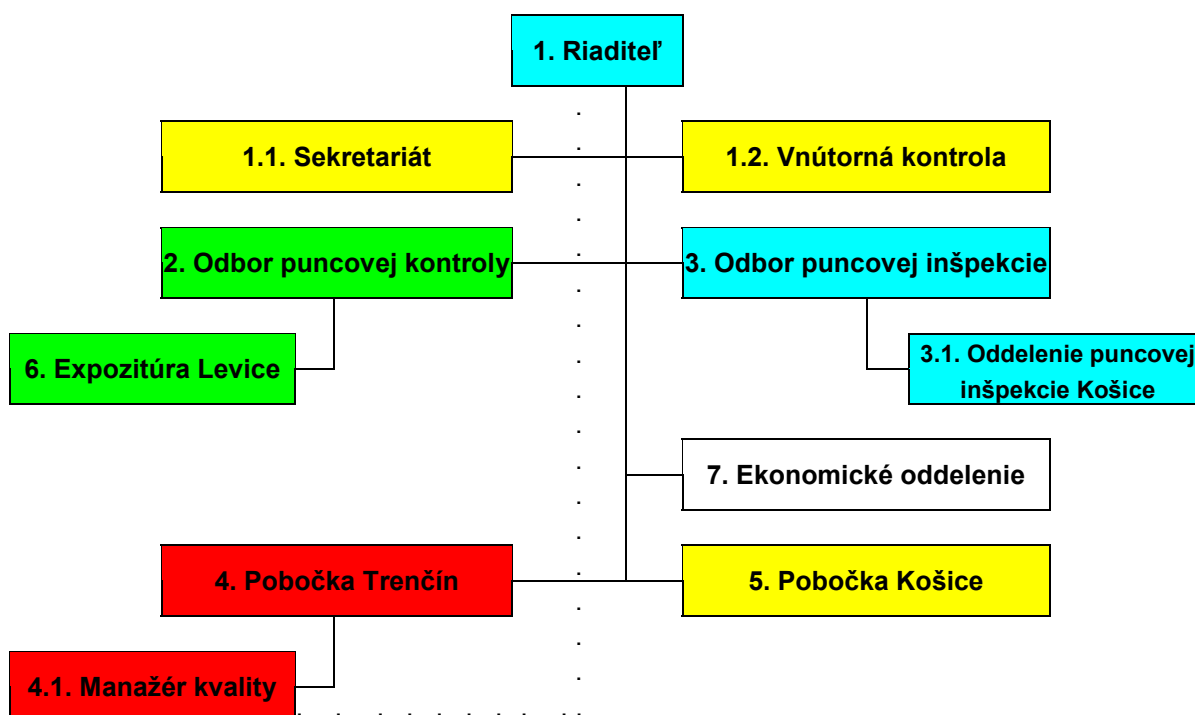 1. Riaditeľ
1.1. Sekretariát
1.2. Vnútorná kontrola
2. Odbor puncovej kontroly
3. Odbor puncovej inšpekcie
6. Expozitúra Levice
3.1. Oddelenie puncovej
inšpekcie Košice
7. Ekonomické oddelenie
4. Pobočka Trenčín
5. Pobočka Košice
4.1. Manažér kvality